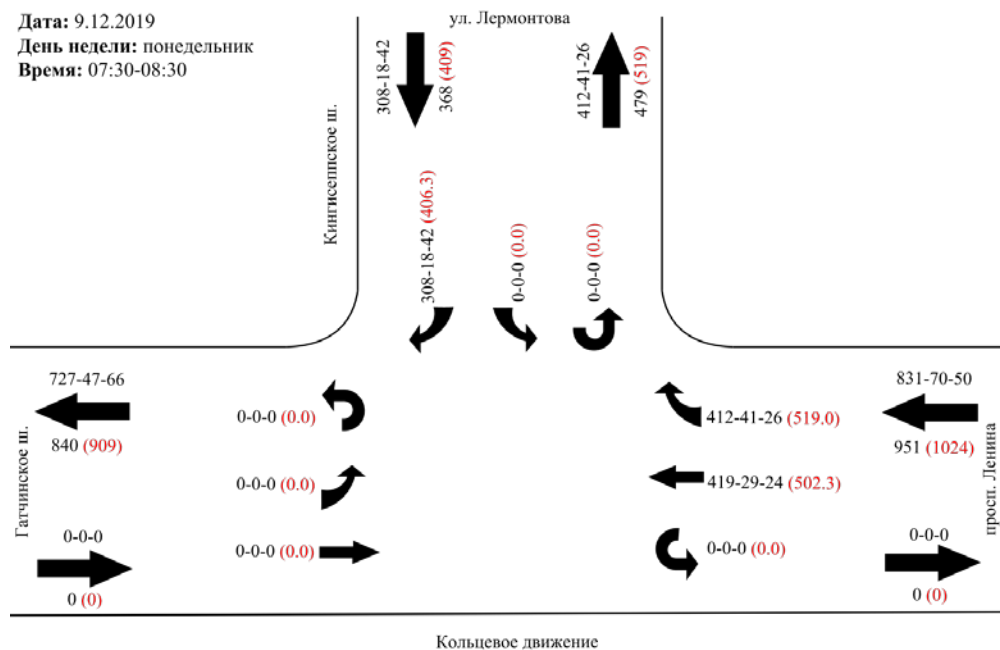 Дата: 9.12.2019
День недели: понедельник
Время: 07:30-08:30
ул. Лермонтова
Кингисеппское ш.
308-18-42
368 (409)
412-41-26
479 (519)
308-18-42 (406.3)
0-0-0 (0.0)
0-0-0 (0.0)
Гатчинское ш.
727-47-66
840 (909)
0-0-0
0 (0)
0-0-0 (0.0)
0-0-0 (0.0)
0-0-0 (0.0)
412-41-26 (519.0)
419-29-24 (502.3)
0-0-0 (0.0)
831-70-50
951 (1024)
0-0-0
0 (0)
просп. Ленина
Кольцевое движение